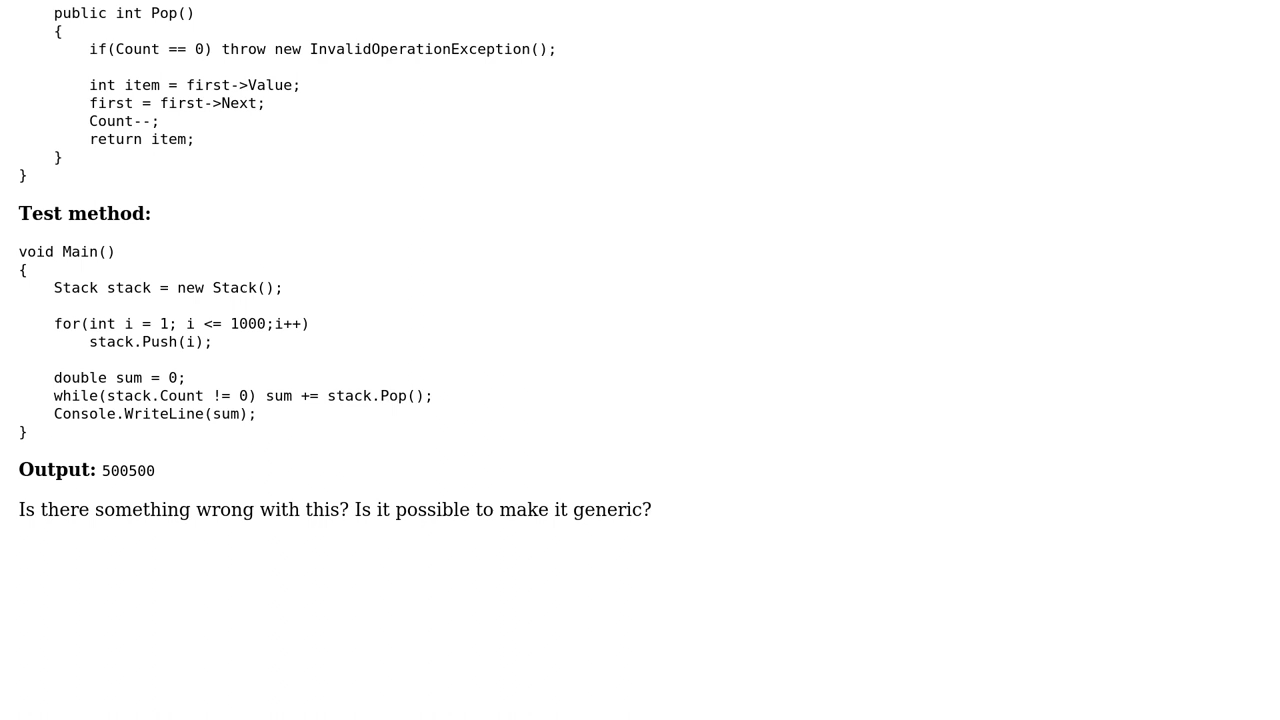 public int Pop()
    {
        if(Count == 0) throw new InvalidOperationException();

        int item = first->Value;
        first = first->Next;
        Count--;
        return item;
    }
}
Test method:
void Main()
{
    Stack stack = new Stack();

    for(int i = 1; i <= 1000;i++)
        stack.Push(i);

    double sum = 0;
    while(stack.Count != 0) sum += stack.Pop();
    Console.WriteLine(sum);
}
Output: 500500
Is there something wrong with this? Is it possible to make it generic?